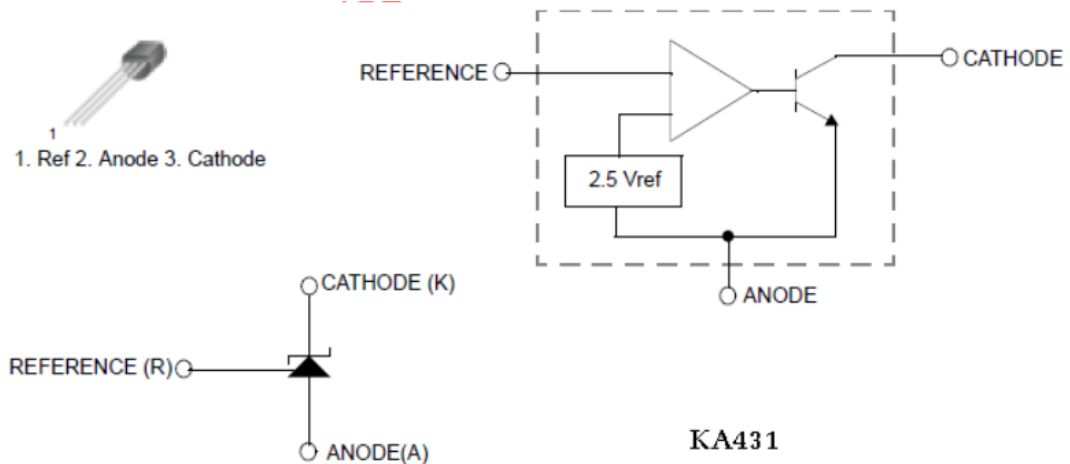 REFERENCE
CATHODE
1
1. Ref 2. Anode 3. Cathode
2.5 Vref
ANODE
CATHODE (K)
REFERENCE (R)
ANODE(A)
KA431